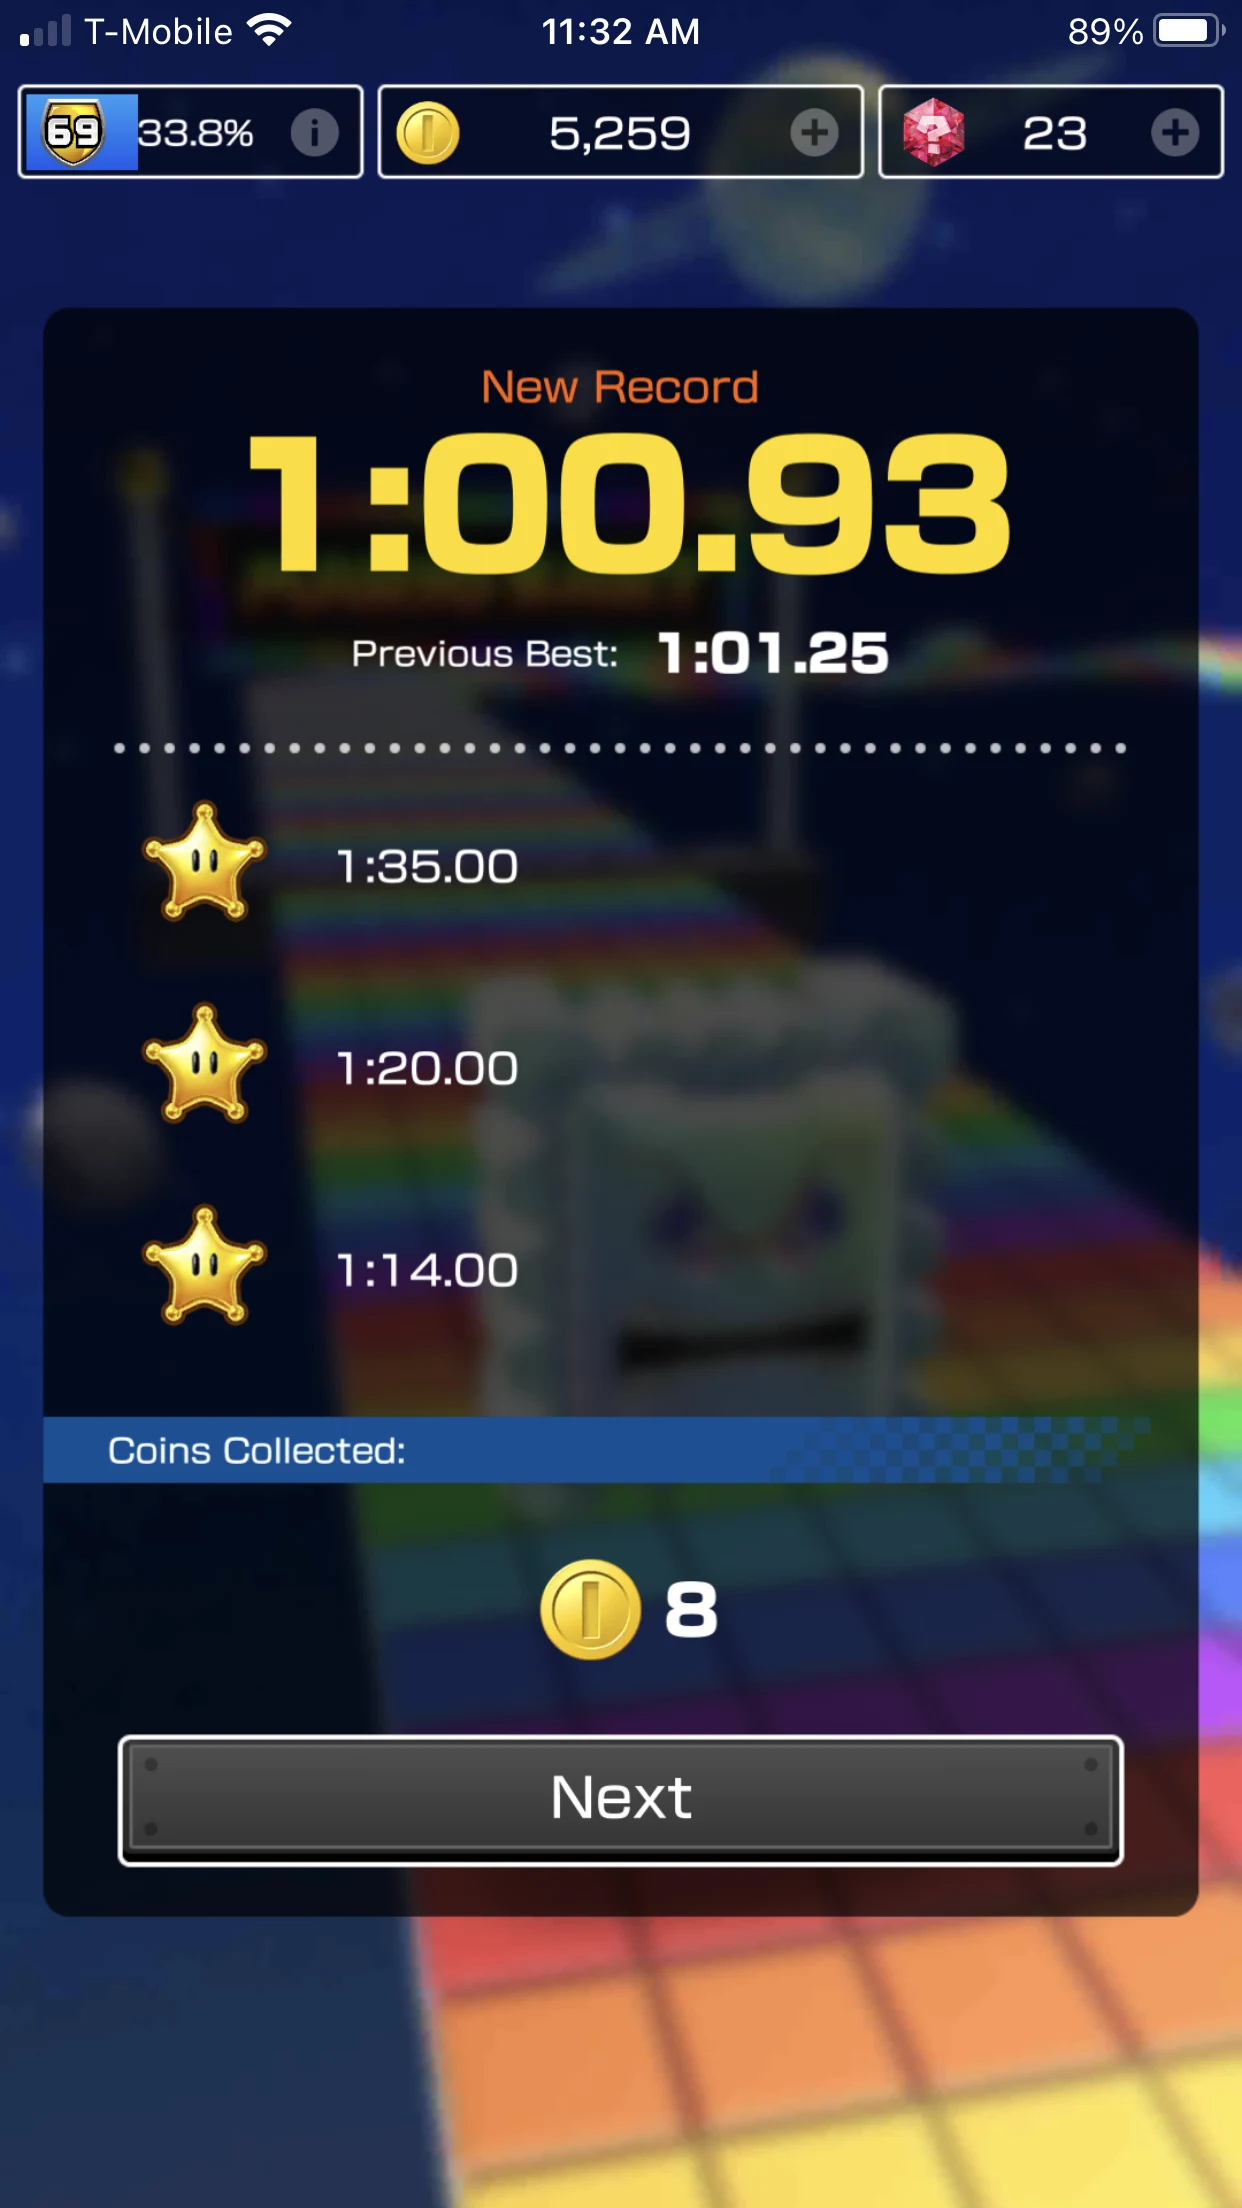 T-Mobile 11:32 AM 89%
69 33.8% 5,259 23
New Record
1:00.93
Previous Best: 1:01.25
1:35.00
1:20.00
1:14.00
Coins Collected:
8
Next